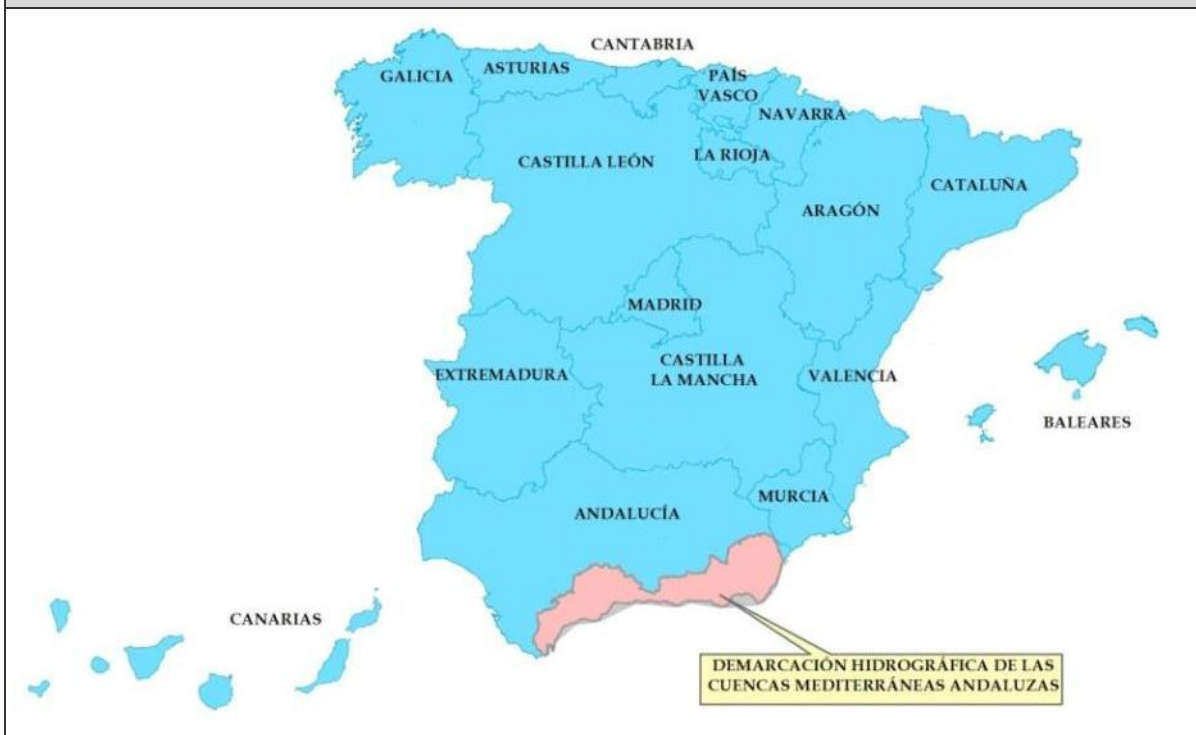 CANTABRIA
GALICIA
ASTURIAS
PAÍS
VASCO
NAVARRA
CASTILLA LEÓN
LA RIOJA
CATALUÑA
ARAGÓN
MADRID
CASTILLA
LA MANCHA
EXTREMADURA
VALENCIA
BALEARES
MURCIA
ANDALUCÍA
CANARIAS
DEMARCACIÓN HIDROGRÁFICA DE LAS
CUENCAS MEDITERRÁNEAS ANDALUZAS